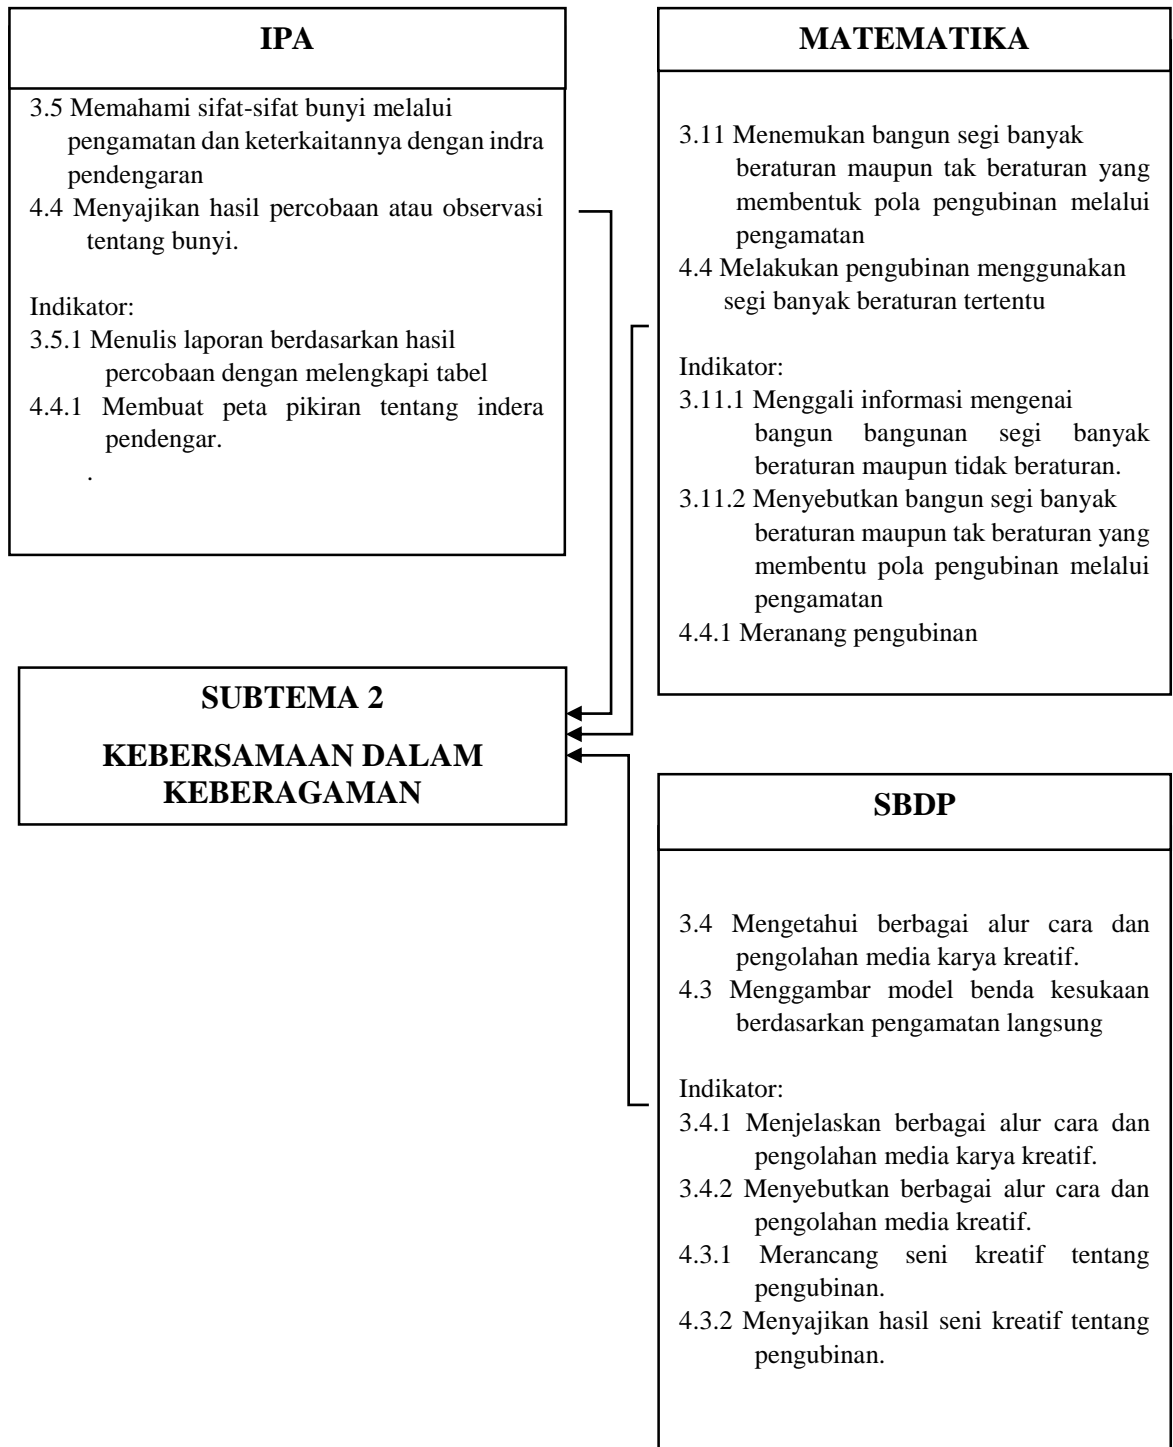 IPA
3.5 Memahami sifat-sifat bunyi melalui
pengamatan dan keterkaitannya dengan indra
pendengaran
4.4 Menyajikan hasil percobaan atau observasi
tentang bunyi.
Indikator:
3.5.1 Menulis laporan berdasarkan hasil
percobaan dengan melengkapi tabel
4.4.1 Membuat peta pikiran tentang indera
pendengar.
.
MATEMATIKA
3.11 Menemukan bangun segi banyak
beraturan maupun tak beraturan yang
membentuk pola pengubinan melalui
pengamatan
4.4 Melakukan pengubinan menggunakan
segi banyak beraturan tertentu
Indikator:
3.11.1 Menggali informasi mengenai
bangun bangunan segi banyak
beraturan maupun tidak beraturan.
3.11.2 Menyebutkan bangun segi banyak
beraturan maupun tak beraturan yang
membentu pola pengubinan melalui
pengamatan
4.4.1 Meranang pengubinan
SUBTEMA 2
KEBERSAMAAN DALAM
KEBERAGAMAN
SBDP
3.4 Mengetahui berbagai alur cara dan
pengolahan media karya kreatif.
4.3 Menggambar model benda kesukaan
berdasarkan pengamatan langsung
Indikator:
3.4.1 Menjelaskan berbagai alur cara dan
pengolahan media karya kreatif.
3.4.2 Menyebutkan berbagai alur cara dan
pengolahan media kreatif.
4.3.1 Merancang seni kreatif tentang
pengubinan.
4.3.2 Menyajikan hasil seni kreatif tentang
pengubinan.